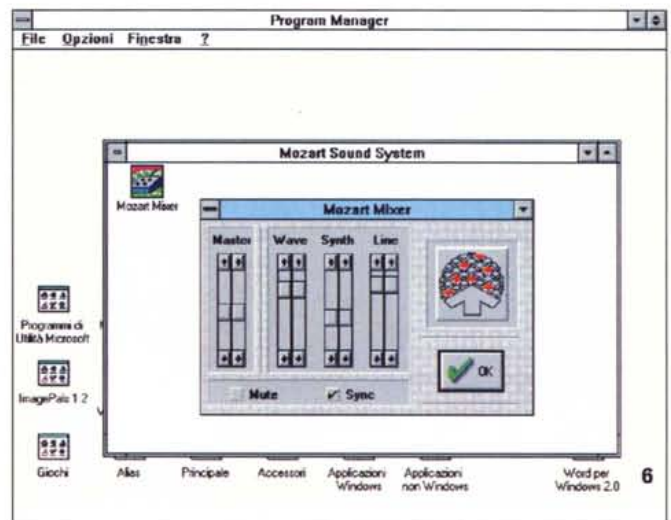 Program Manager
File Opzioni Finestra ?
Mozart Sound System
Mozart Mixer
Mozart Mixer
Master Wave Synth Line
Mute Sync
OK
Programmi di
Utilità Microsoft
ImagePals 1.2
Giochi
Alias
Principale
Accessori
Applicazioni
Windows
Applicazioni
non Windows
Word per
Windows 2.0
6